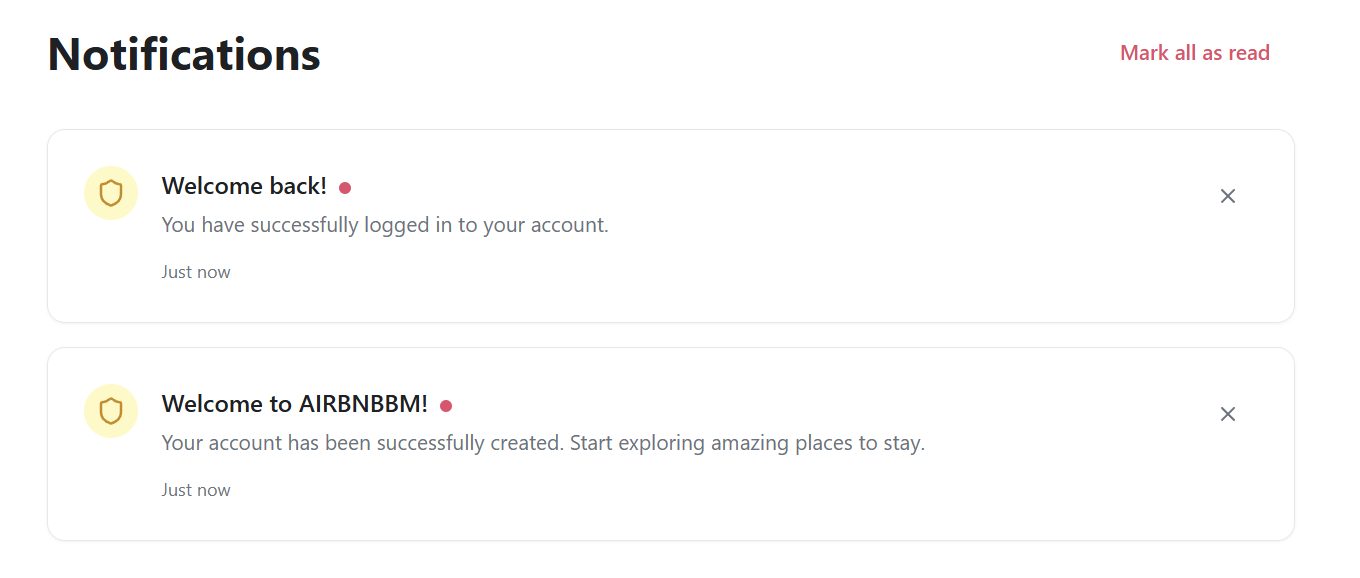 Notifications
Mark all as read
Welcome back!
You have successfully logged in to your account.
Just now
Welcome to AIRBNBBM!
Your account has been successfully created. Start exploring amazing places to stay.
Just now